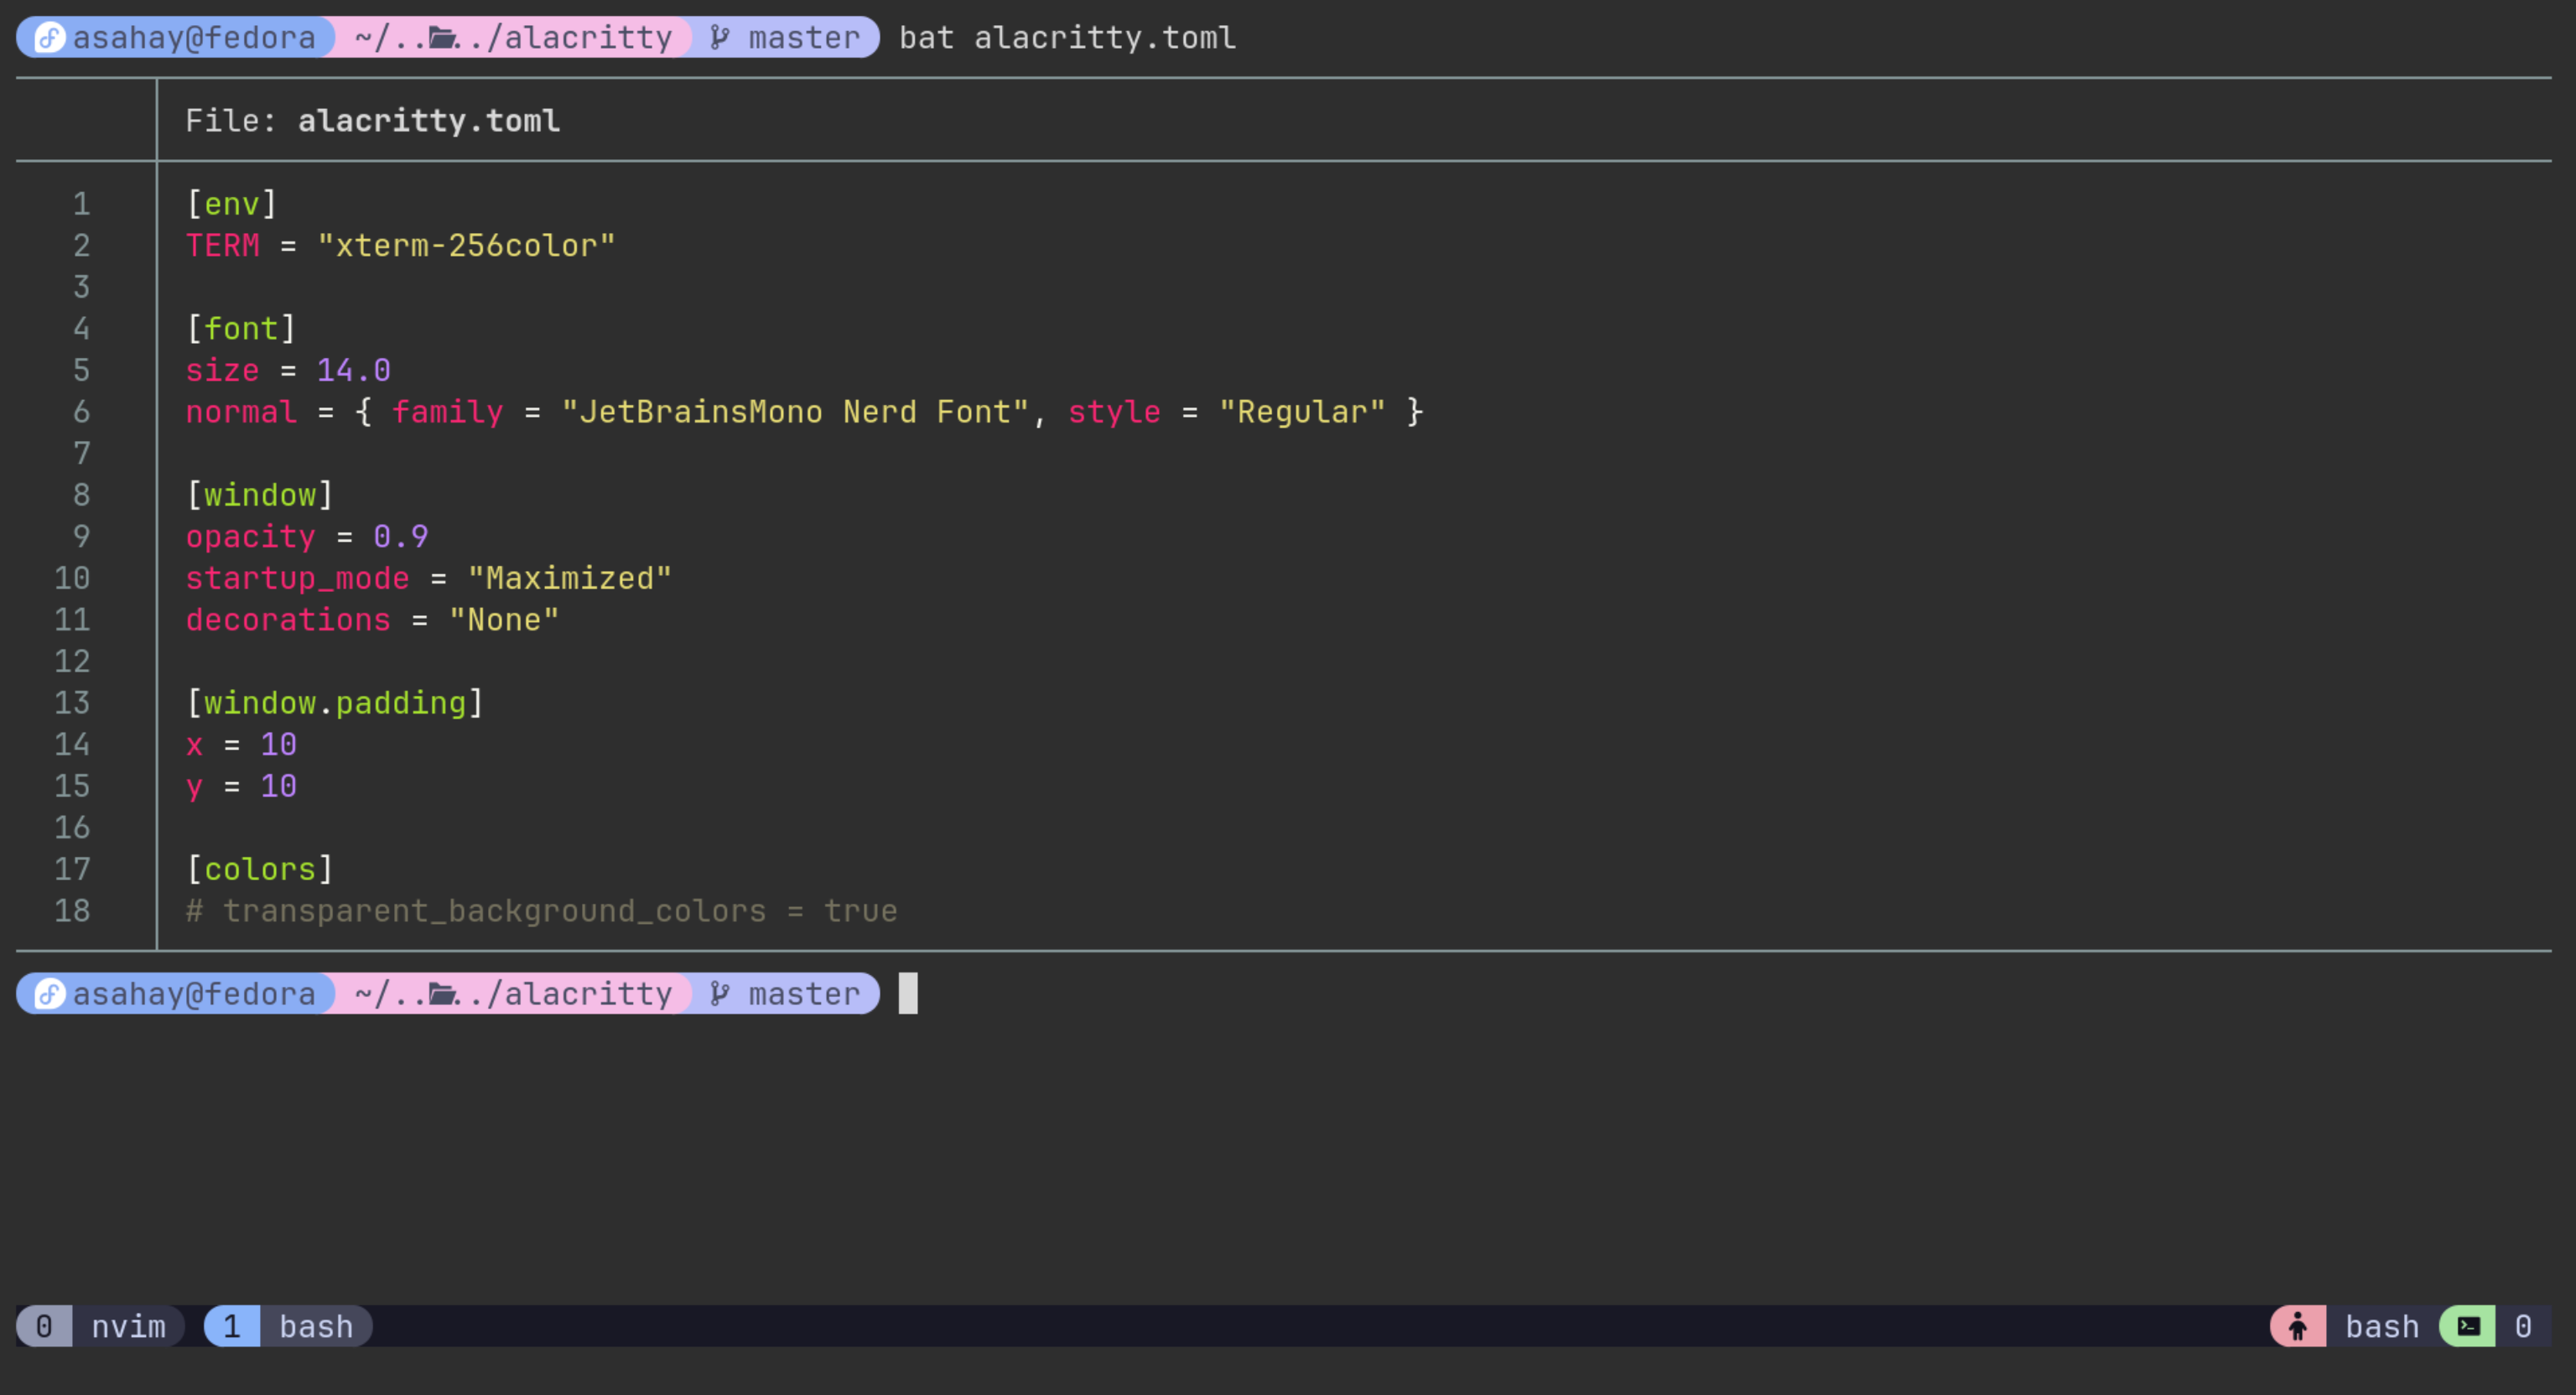 asahay@fedora ~/..../alacritty master bat alacritty.toml
File: alacritty.toml
1 [env]
2 TERM = "xterm-256color"
3
4 [font]
5 size = 14.0
6 normal = { family = "JetBrainsMono Nerd Font", style = "Regular" }
7
8 [window]
9 opacity = 0.9
10 startup_mode = "Maximized"
11 decorations = "None"
12
13 [window.padding]
14 x = 10
15 y = 10
16
17 [colors]
18 # transparent_background_colors = true
asahay@fedora ~/..../alacritty master
0 nvim 1 bash bash 0